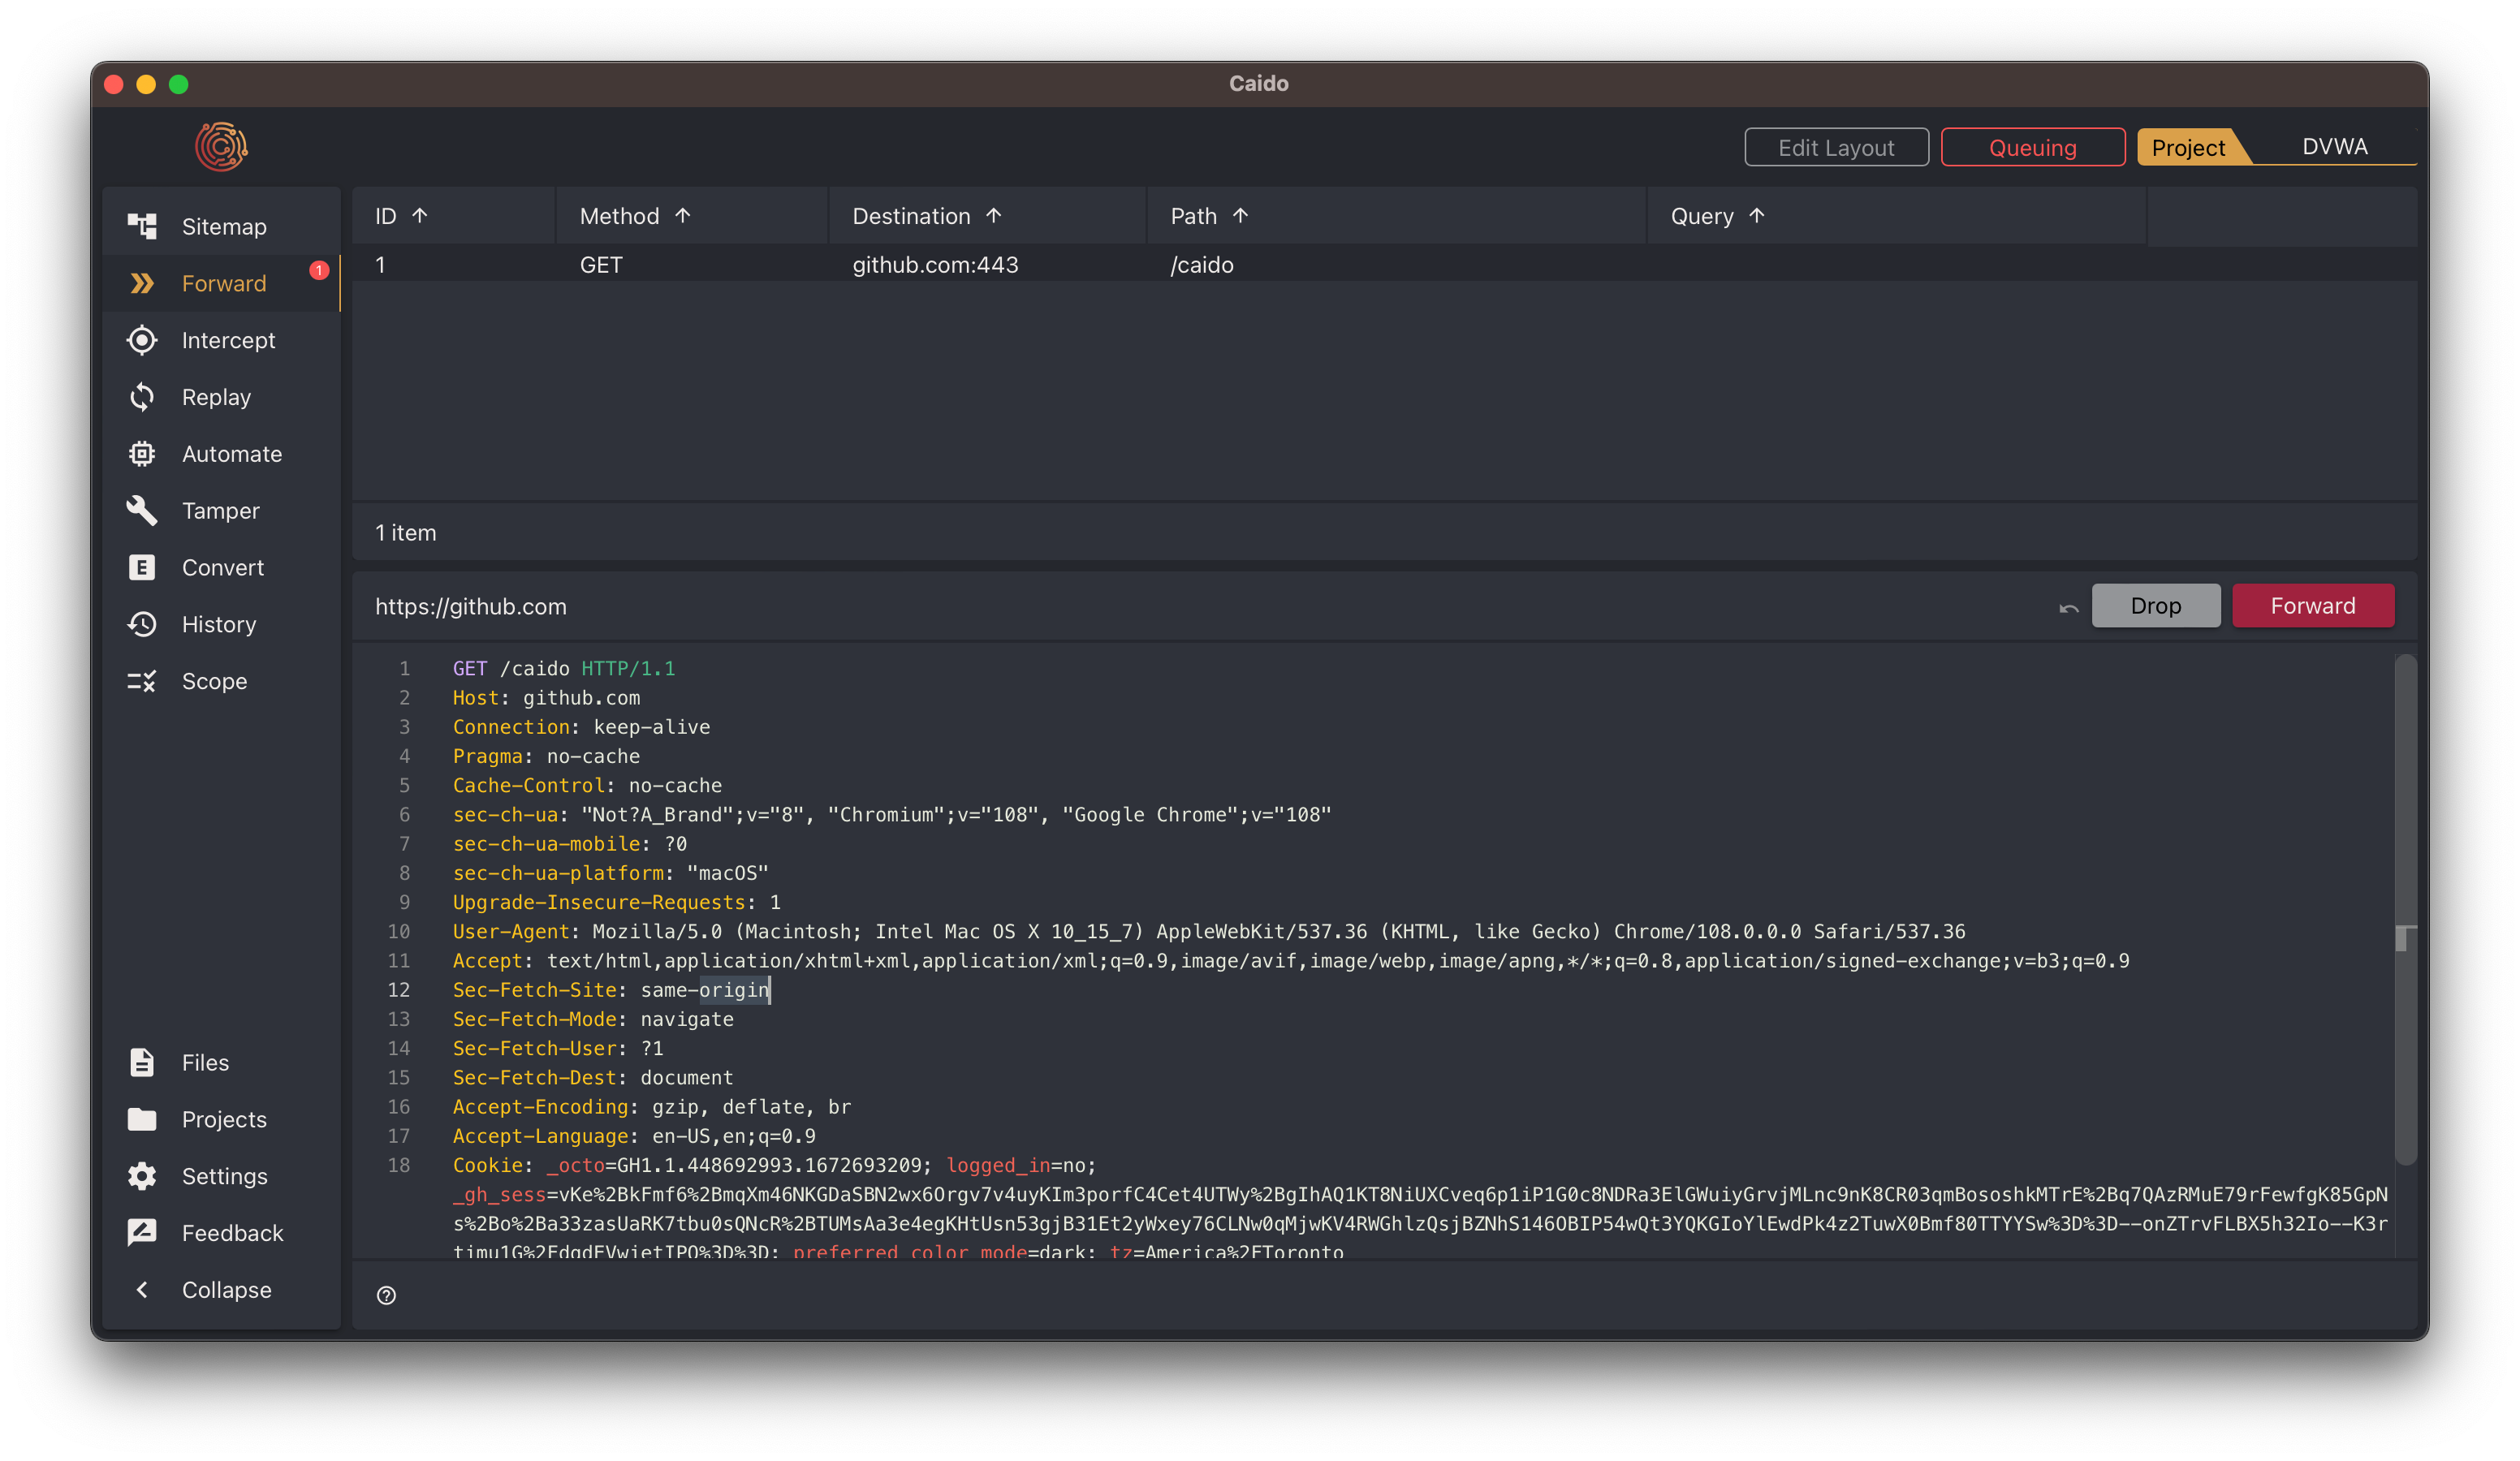 Caido
Edit Layout Queuing Project DVWA
Sitemap
Forward 1
Intercept
Replay
Automate
Tamper
E Convert
History
Scope
Files
Projects
Settings
Feedback
Collapse
ID Method Destination Path Query
1 GET github.com:443 /caido
1 item
https://github.com Drop Forward
1 GET /caido HTTP/1.1
2 Host: github.com
3 Connection: keep-alive
4 Pragma: no-cache
5 Cache-Control: no-cache
6 sec-ch-ua: "Not?A_Brand";v="8", "Chromium";v="108", "Google Chrome";v="108"
7 sec-ch-ua-mobile: ?0
8 sec-ch-ua-platform: "macOS"
9 Upgrade-Insecure-Requests: 1
10 User-Agent: Mozilla/5.0 (Macintosh; Intel Mac OS X 10_15_7) AppleWebKit/537.36 (KHTML, like Gecko) Chrome/108.0.0.0 Safari/537.36
11 Accept: text/html,application/xhtml+xml,application/xml;q=0.9,image/avif,image/webp,image/apng,*/*;q=0.8,application/signed-exchange;v=b3;q=0.9
12 Sec-Fetch-Site: same-origin
13 Sec-Fetch-Mode: navigate
14 Sec-Fetch-User: ?1
15 Sec-Fetch-Dest: document
16 Accept-Encoding: gzip, deflate, br
17 Accept-Language: en-US,en;q=0.9
18 Cookie: _octo=GH1.1.448692993.1672693209; logged_in=no;
_gh_sess=vKe%2BkFmf6%2BmqXm46NKGDaSBN2wx6Orgv7v4uyKIm3porfC4Cet4UTWy%2BgIhAQ1KT8NiUXCveq6p1iP1G0c8NDRa3ElGWuiyGrvjMLnc9nK8CR03qmBososhkMTrE%2Bq7QAzRMuE79rFewfgK85GpN
s%2Bo%2Ba33zasUaRK7tbu0sQNcR%2BTUMsAa3e4egKHtUsn53gjB31Et2yWxey76CLNw0qMjwKV4RWGhlzQsjBZNhS146OBIP54wQt3YQKGIoYlEwdPk4z2TuwX0Bmf80TTYYSw%3D%3D--onZTrvFLBX5h32Io--K3r
preferred_color_mode=dark; tz=America%2FToronto